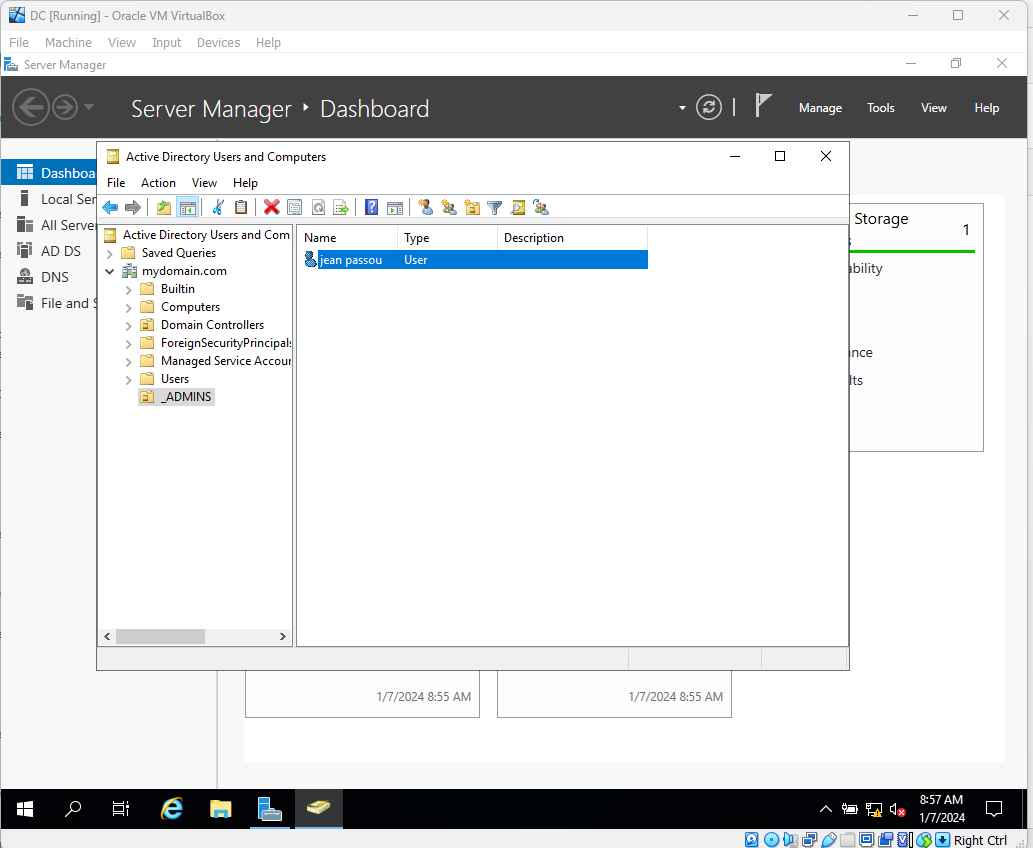 DC [Running] - Oracle VM VirtualBox
File Machine View Input Devices Help
Server Manager
Server Manager Dashboard
Manage Tools View Help
Active Directory Users and Computers
File Action View Help
Dashboa
Local Ser
All Server
AD DS
DNS
File and S
Active Directory Users and Com
Saved Queries
mydomain.com
Builtin
Computers
Domain Controllers
ForeignSecurityPrincipals
Managed Service Accoun
Users
_ADMINS
Name Type Description
jean passou User
Storage
1
ability
ance
lts
1/7/2024 8:55 AM 1/7/2024 8:55 AM
8:57 AM
1/7/2024
Right Ctrl